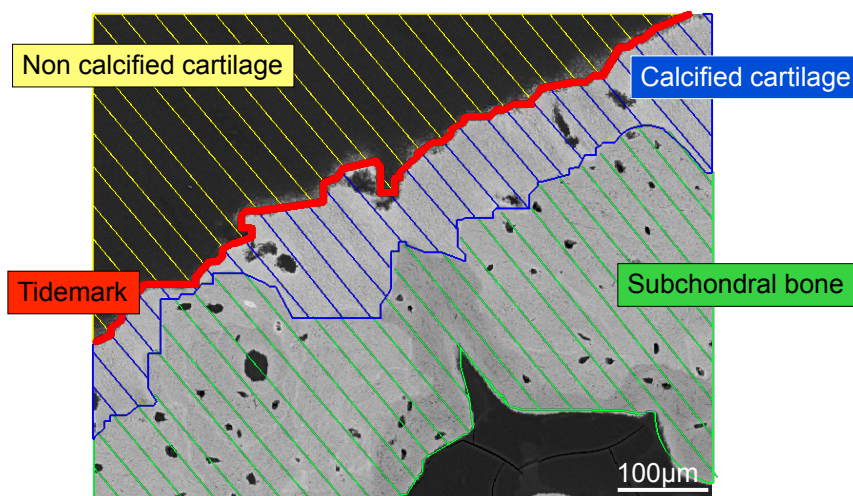 Non calcified cartilage
Calcified cartilage
Tidemark
Subchondral bone
100μm